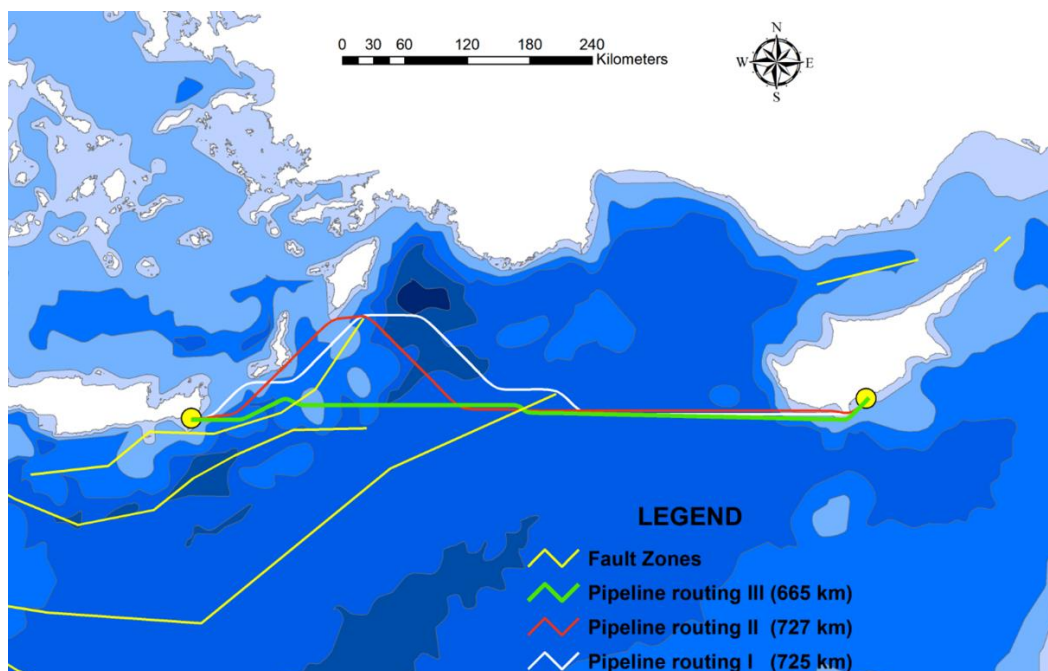 0 30 60 120 180 240
Kilometers
N
W E
S
LEGEND
Fault Zones
Pipeline routing III (665 km)
Pipeline routing II (727 km)
Pipeline routing I (725 km)